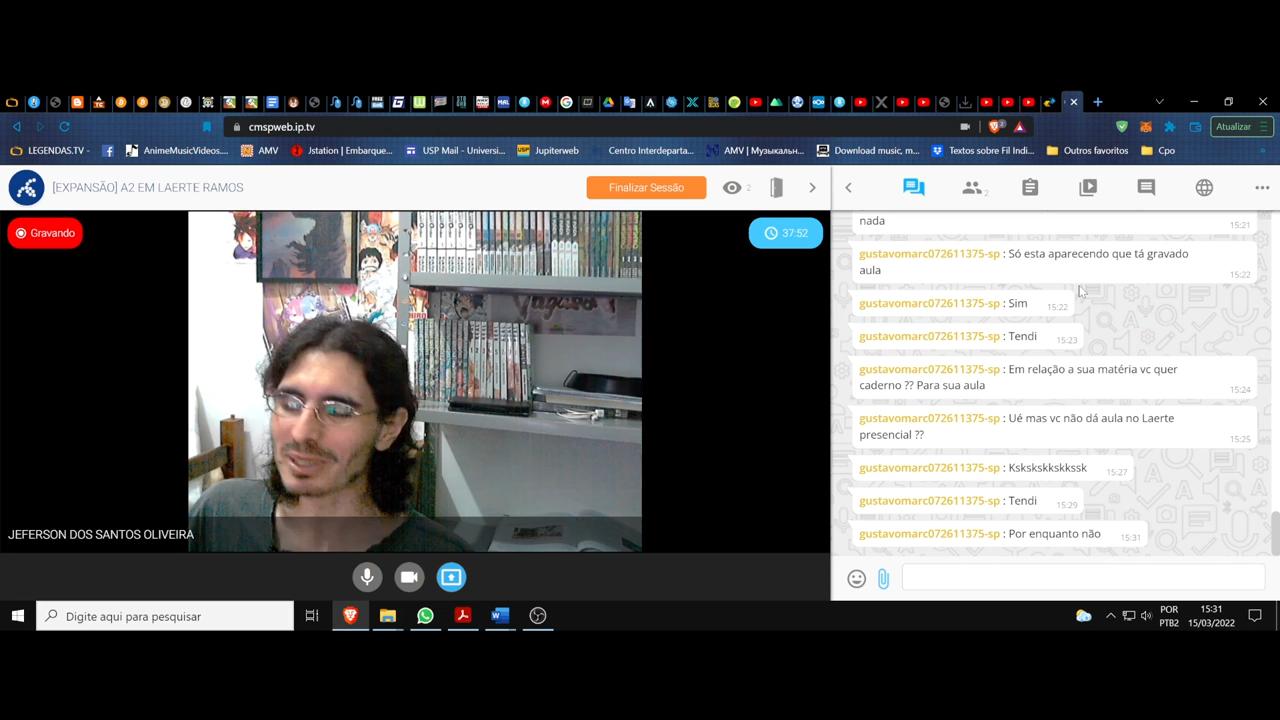 cmspweb.ip.tv
2
Atualizar
LEGENDAS.TV -
AnimeMusicVideos...
AMV
Jstation | Embarque...
USP Mail - Universi...
Jupiterweb
Centro Interdeparta...
AMV | Музыкальн...
Download music, m...
Textos sobre Fil Indi...
Outros favoritos
Cpo
[EXPANSÃO] A2 EM LAERTE RAMOS
Finalizar Sessão
2
2
Gravando
37:52
nada
15:21
gustavomarc072611375-sp : Só esta aparecendo que tá gravado
aula
15:22
gustavomarc072611375-sp : Sim
15:22
gustavomarc072611375-sp : Tendi
15:23
gustavomarc072611375-sp : Em relação a sua matéria vc quer
caderno ?? Para sua aula
15:24
gustavomarc072611375-sp : Ué mas vc não dá aula no Laerte
presencial ??
15:25
gustavomarc072611375-sp : Ksksksskkskkssk
15:27
gustavomarc072611375-sp : Tendi
15:29
gustavomarc072611375-sp : Por enquanto não
15:31
JEFERSON DOS SANTOS OLIVEIRA
Digite aqui para pesquisar
POR
PTB2
15:31
15/03/2022